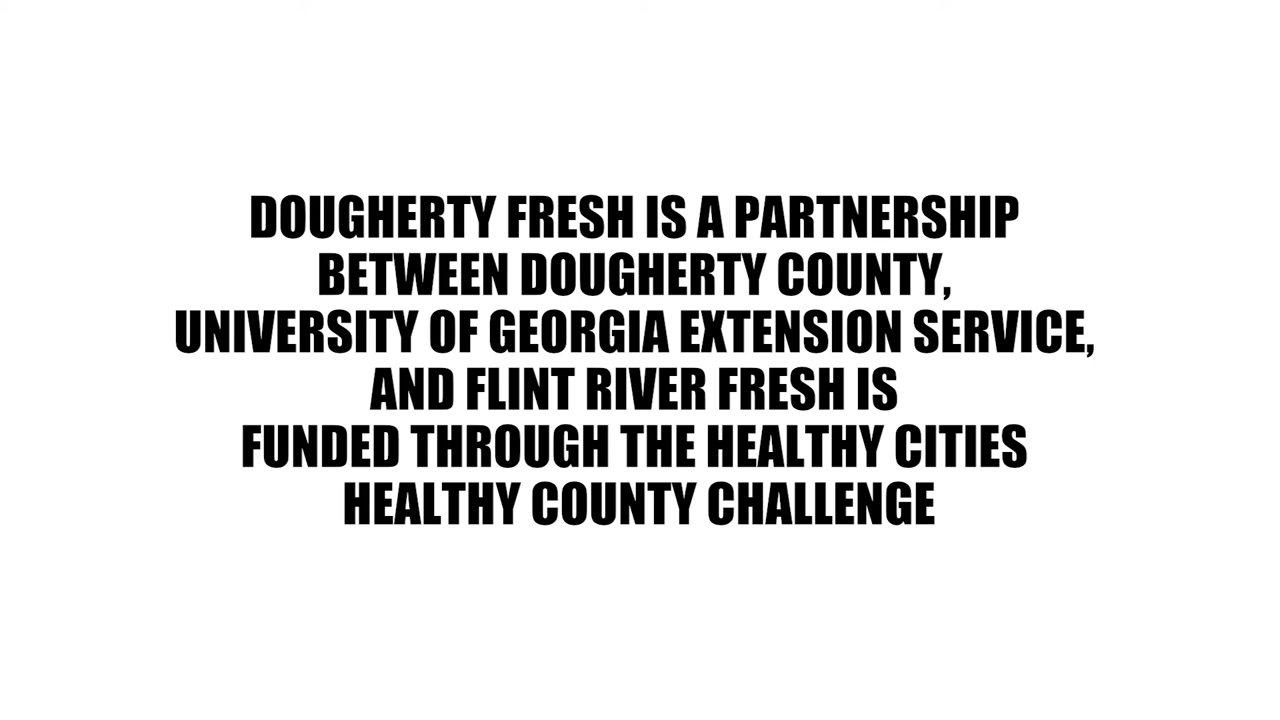 DOUGHERTY FRESH IS A PARTNERSHIP
BETWEEN DOUGHERTY COUNTY,
UNIVERSITY OF GEORGIA EXTENSION SERVICE,
AND FLINT RIVER FRESH IS
FUNDED THROUGH THE HEALTHY CITIES
HEALTHY COUNTY CHALLENGE